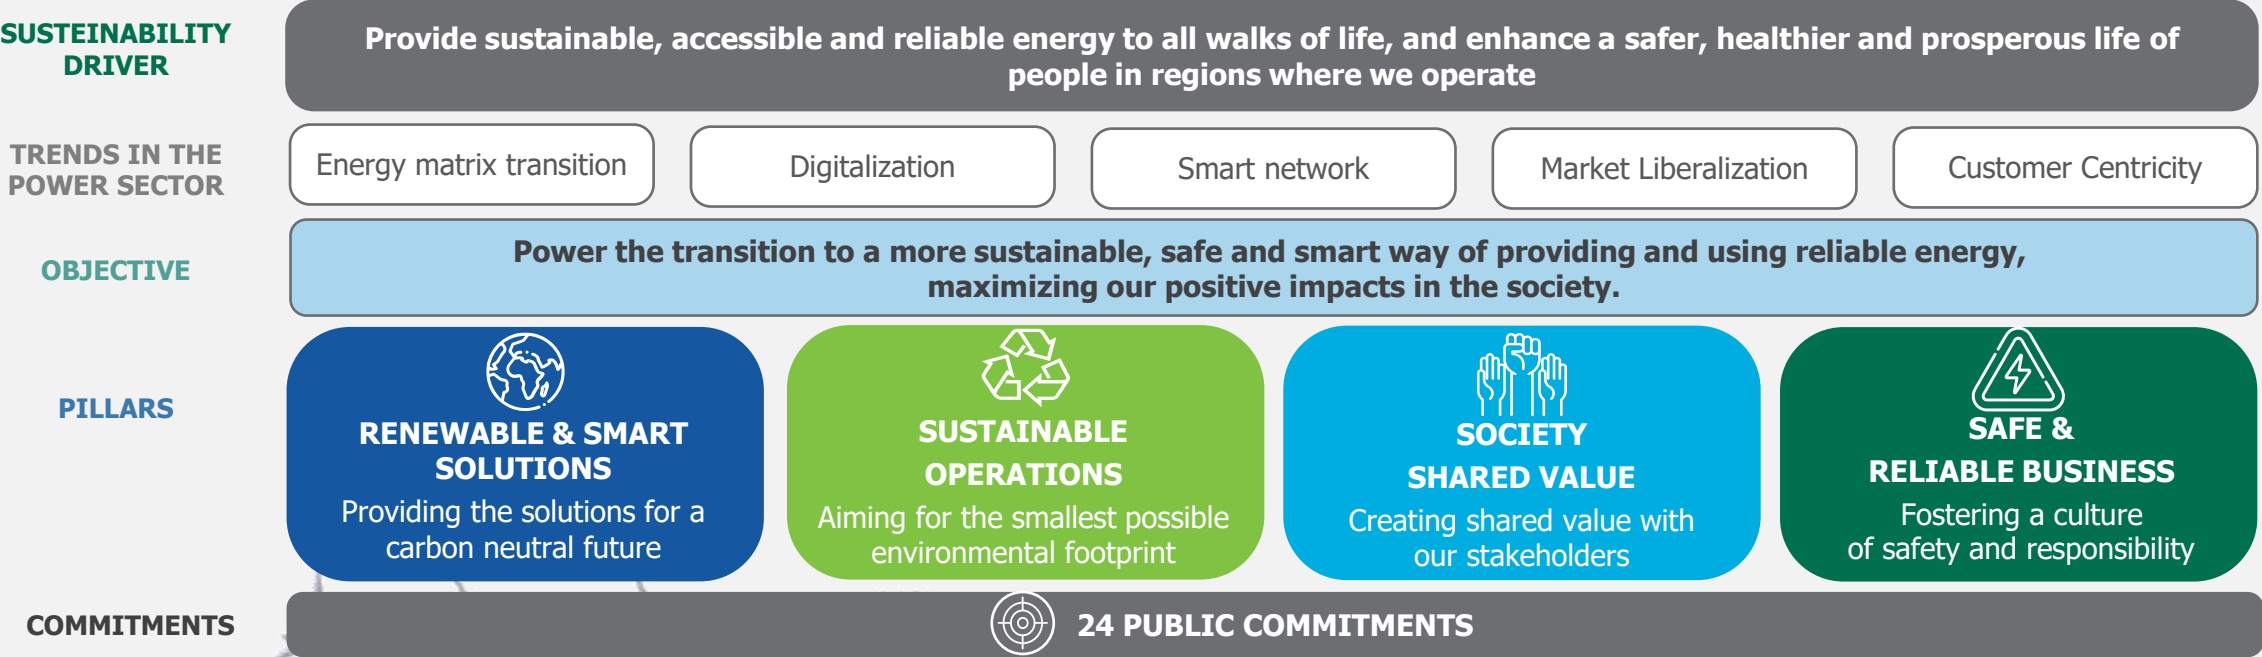 SUSTEINABILITY
DRIVER
Provide sustainable, accessible and reliable energy to all walks of life, and enhance a safer, healthier and prosperous life of
people in regions where we operate
TRENDS IN THE
POWER SECTOR
Energy matrix transition
Digitalization
Smart network
Market Liberalization
Customer Centricity
OBJECTIVE
Power the transition to a more sustainable, safe and smart way of providing and using reliable energy,
maximizing our positive impacts in the society.
PILLARS
RENEWABLE & SMART
SOLUTIONS
Providing the solutions for a
carbon neutral future
SUSTAINABLE
OPERATIONS
Aiming for the smallest possible
environmental footprint
SOCIETY
SHARED VALUE
Creating shared value with
our stakeholders
SAFE &
RELIABLE BUSINESS
Fostering a culture
of safety and responsibility
COMMITMENTS
24 PUBLIC COMMITMENTS